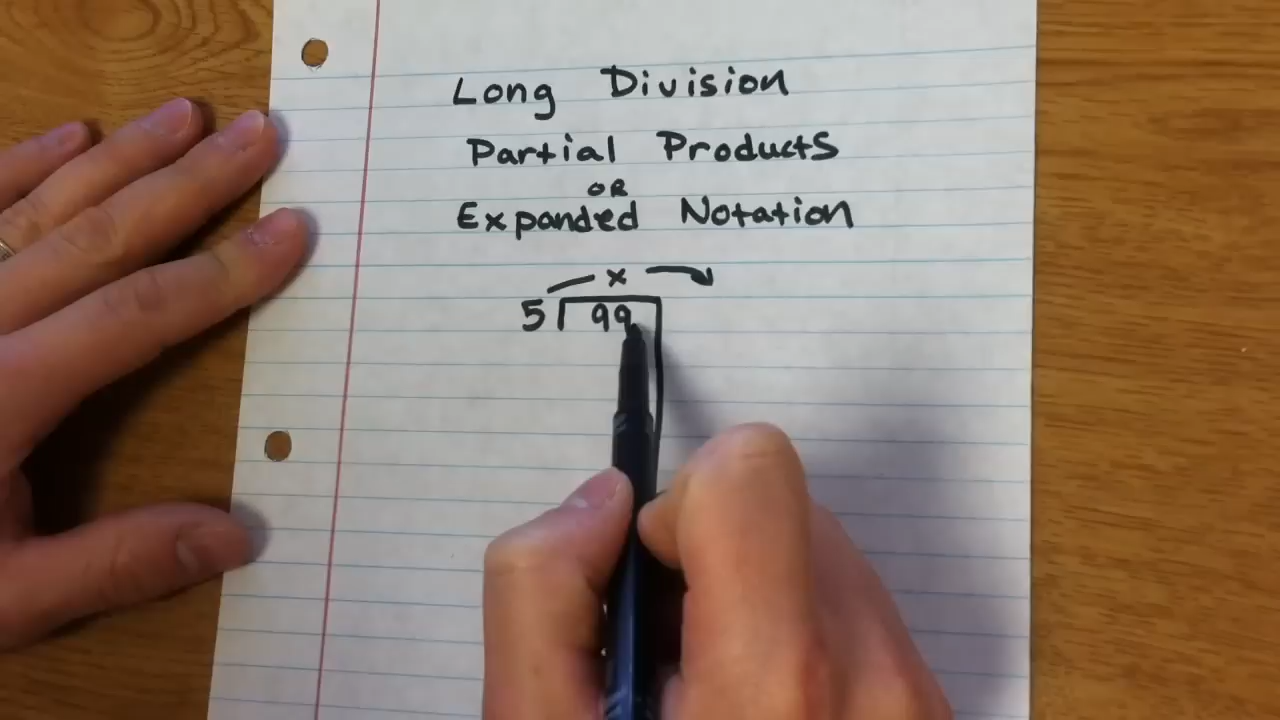 Long Division
Partial Products
OR
Expanded Notation
x
5 99